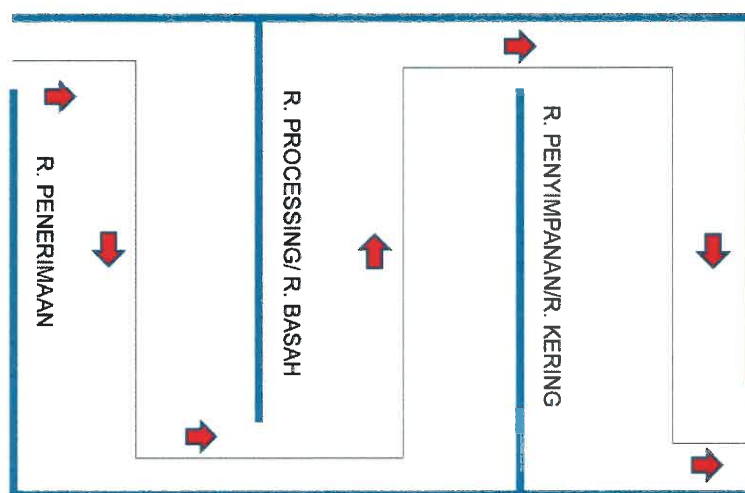 R. PENERIMAAN
R. PROCESSING/ R. BASAH
R. PENYIMPANAN/R. KERING